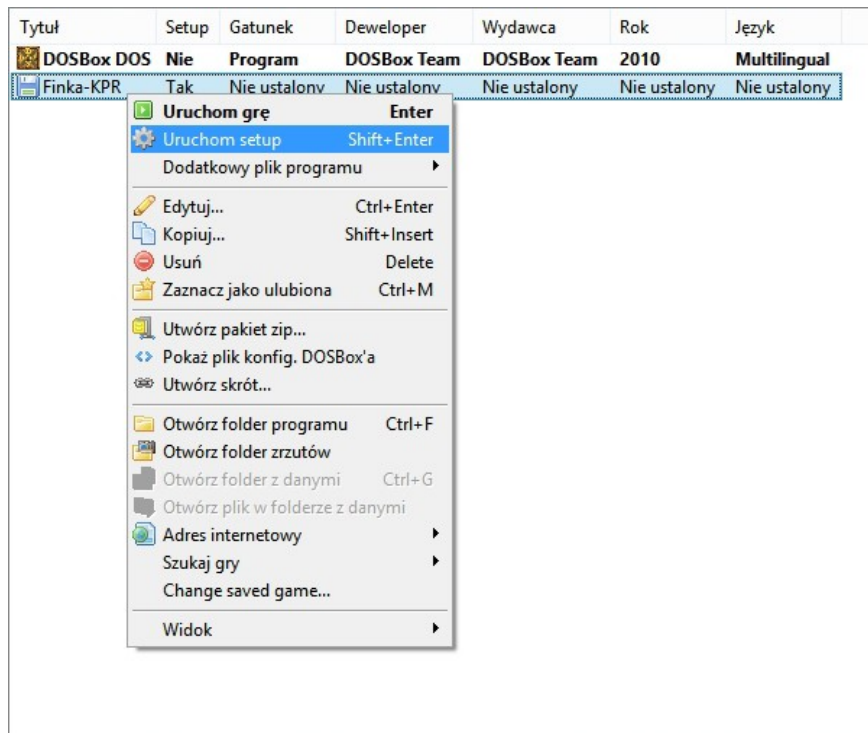 Tytuł Setup Gatunek Deweloper Wydawca Rok Język
DOSBox DOS Nie Program DOSBox Team DOSBox Team 2010 Multilingual
Finka-KPR Tak Nie ustalony Nie ustalony Nie ustalony Nie ustalony Nie ustalony
Uruchom grę Enter
Uruchom setup Shift+Enter
Dodatkowy plik programu
Edytuj... Ctrl+Enter
Kopiuj... Shift+Insert
Usuń Delete
Zaznacz jako ulubiona Ctrl+M
Utwórz pakiet zip...
Pokaż plik konfig. DOSBox'a
Utwórz skrót...
Otwórz folder programu Ctrl+F
Otwórz folder zrzutów
Otwórz folder z danymi Ctrl+G
Otwórz plik w folderze z danymi
Adres internetowy
Szukaj gry
Change saved game...
Widok